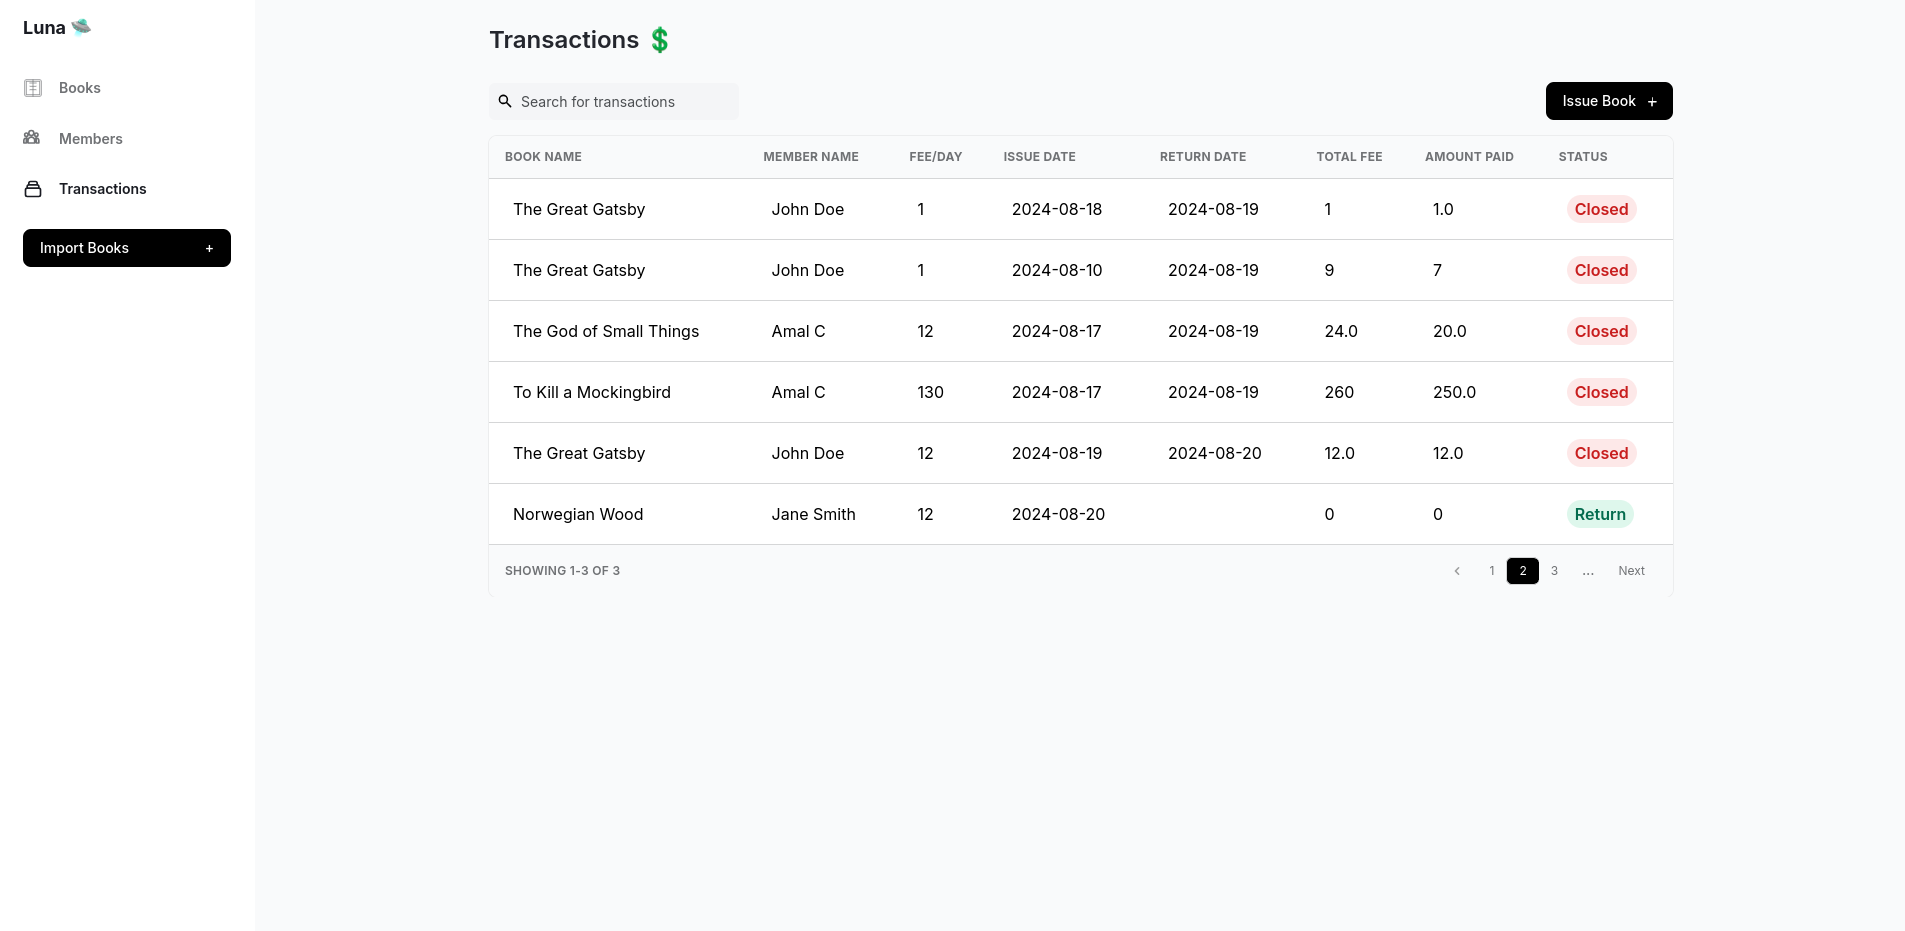 Luna 🛸
Books
Members
Transactions
Import Books +
Transactions 💲
Search for transactions
Issue Book +
BOOK NAME MEMBER NAME FEE/DAY ISSUE DATE RETURN DATE TOTAL FEE AMOUNT PAID STATUS
The Great Gatsby John Doe 1 2024-08-18 2024-08-19 1 1.0 Closed
The Great Gatsby John Doe 1 2024-08-10 2024-08-19 9 7 Closed
The God of Small Things Amal C 12 2024-08-17 2024-08-19 24.0 20.0 Closed
To Kill a Mockingbird Amal C 130 2024-08-17 2024-08-19 260 250.0 Closed
The Great Gatsby John Doe 12 2024-08-19 2024-08-20 12.0 12.0 Closed
Norwegian Wood Jane Smith 12 2024-08-20 0 0 Return
SHOWING 1-3 OF 3 ‹ 1 2 3 ... Next